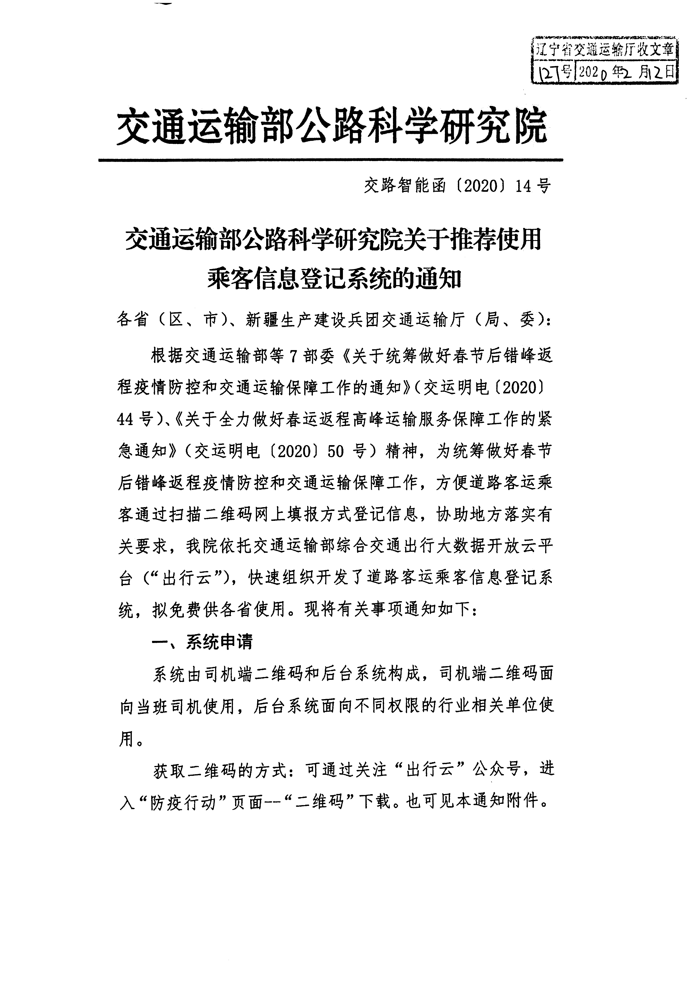 辽宁省交通运输厅收文章
127号 2020年2月12日
交通运输部公路科学研究院
交路智能函〔2020〕14号
交通运输部公路科学研究院关于推荐使用
乘客信息登记系统的通知
各省（区、市）、新疆生产建设兵团交通运输厅（局、委）：
根据交通运输部等7部委《关于统筹做好春节后错峰返
程疫情防控和交通运输保障工作的通知》（交运明电〔2020〕
44号）、《关于全力做好春运返程高峰运输服务保障工作的紧
急通知》（交运明电〔2020〕50 号）精神，为统筹做好春节
后错峰返程疫情防控和交通运输保障工作，方便道路客运乘
客通过扫描二维码网上填报方式登记信息，协助地方落实有
关要求，我院依托交通运输部综合交通出行大数据开放云平
台（“出行云”），快速组织开发了道路客运乘客信息登记系
统，拟免费供各省使用。现将有关事项通知如下：
一、系统申请
系统由司机端二维码和后台系统构成，司机端二维码面
向当班司机使用，后台系统面向不同权限的行业相关单位使
用。
获取二维码的方式：可通过关注“出行云”公众号，进
入“防疫行动”页面--“二维码”下载。也可见本通知附件。